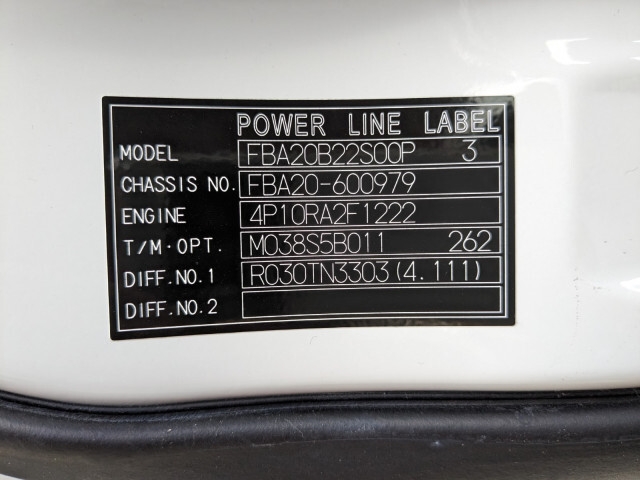 POWER LINE LABEL
MODEL FBA20B22S00P 3
CHASSIS NO. FBA20-600979
ENGINE 4P10RA2F1222
T/M·OPT. M038S5B011 262
DIFF.NO.1 R030TN3303(4.111)
DIFF.NO.2